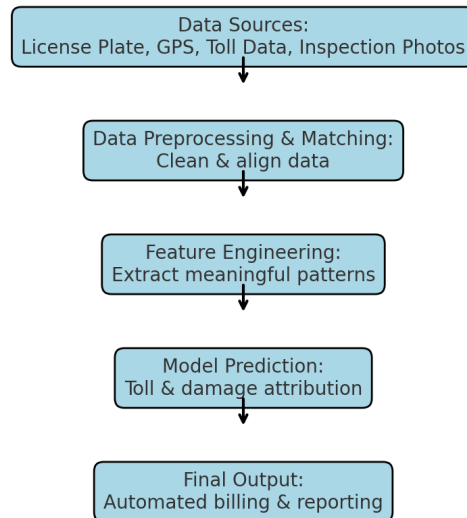 Data Sources:
License Plate, GPS, Toll Data, Inspection Photos
Data Preprocessing & Matching:
Clean & align data
Feature Engineering:
Extract meaningful patterns
Model Prediction:
Toll & damage attribution
Final Output:
Automated billing & reporting